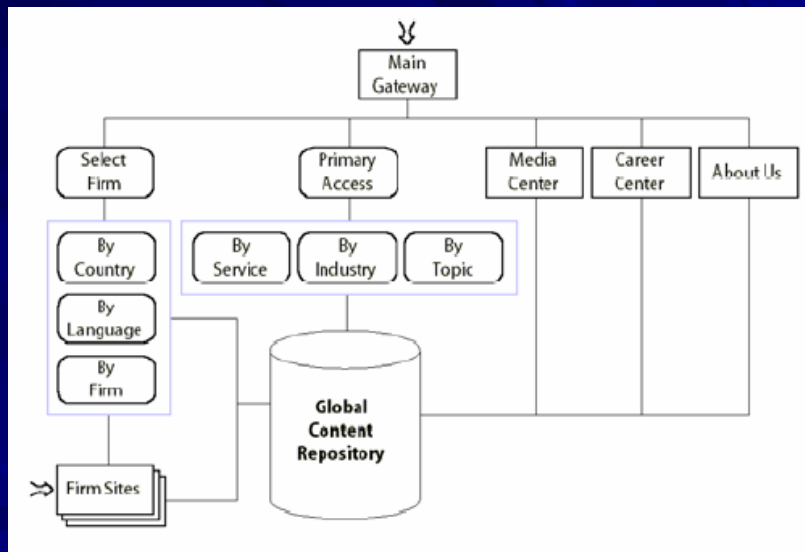 Main
Gateway
Select
Firm
Primary
Access
Media
Center
Career
Center
About Us
By
Country
By
Language
By
Firm
By
Service
By
Industry
By
Topic
Global
Content
Repository
Firm Sites